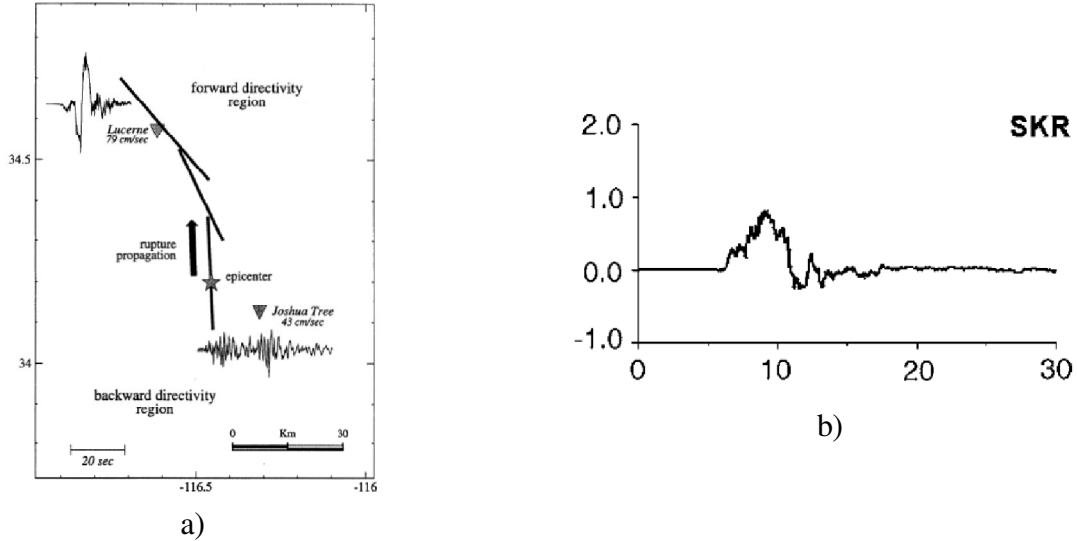 forward directivity
region
Lucerne
79 cm/sec
34.5
rupture
propagation
epicenter
Joshua Tree
43 cm/sec
34
backward directivity
region
0 Km 30
20 sec
-116.5 -116
a)
SKR
2.0
1.0
0.0
-1.0
0 10 20 30
b)